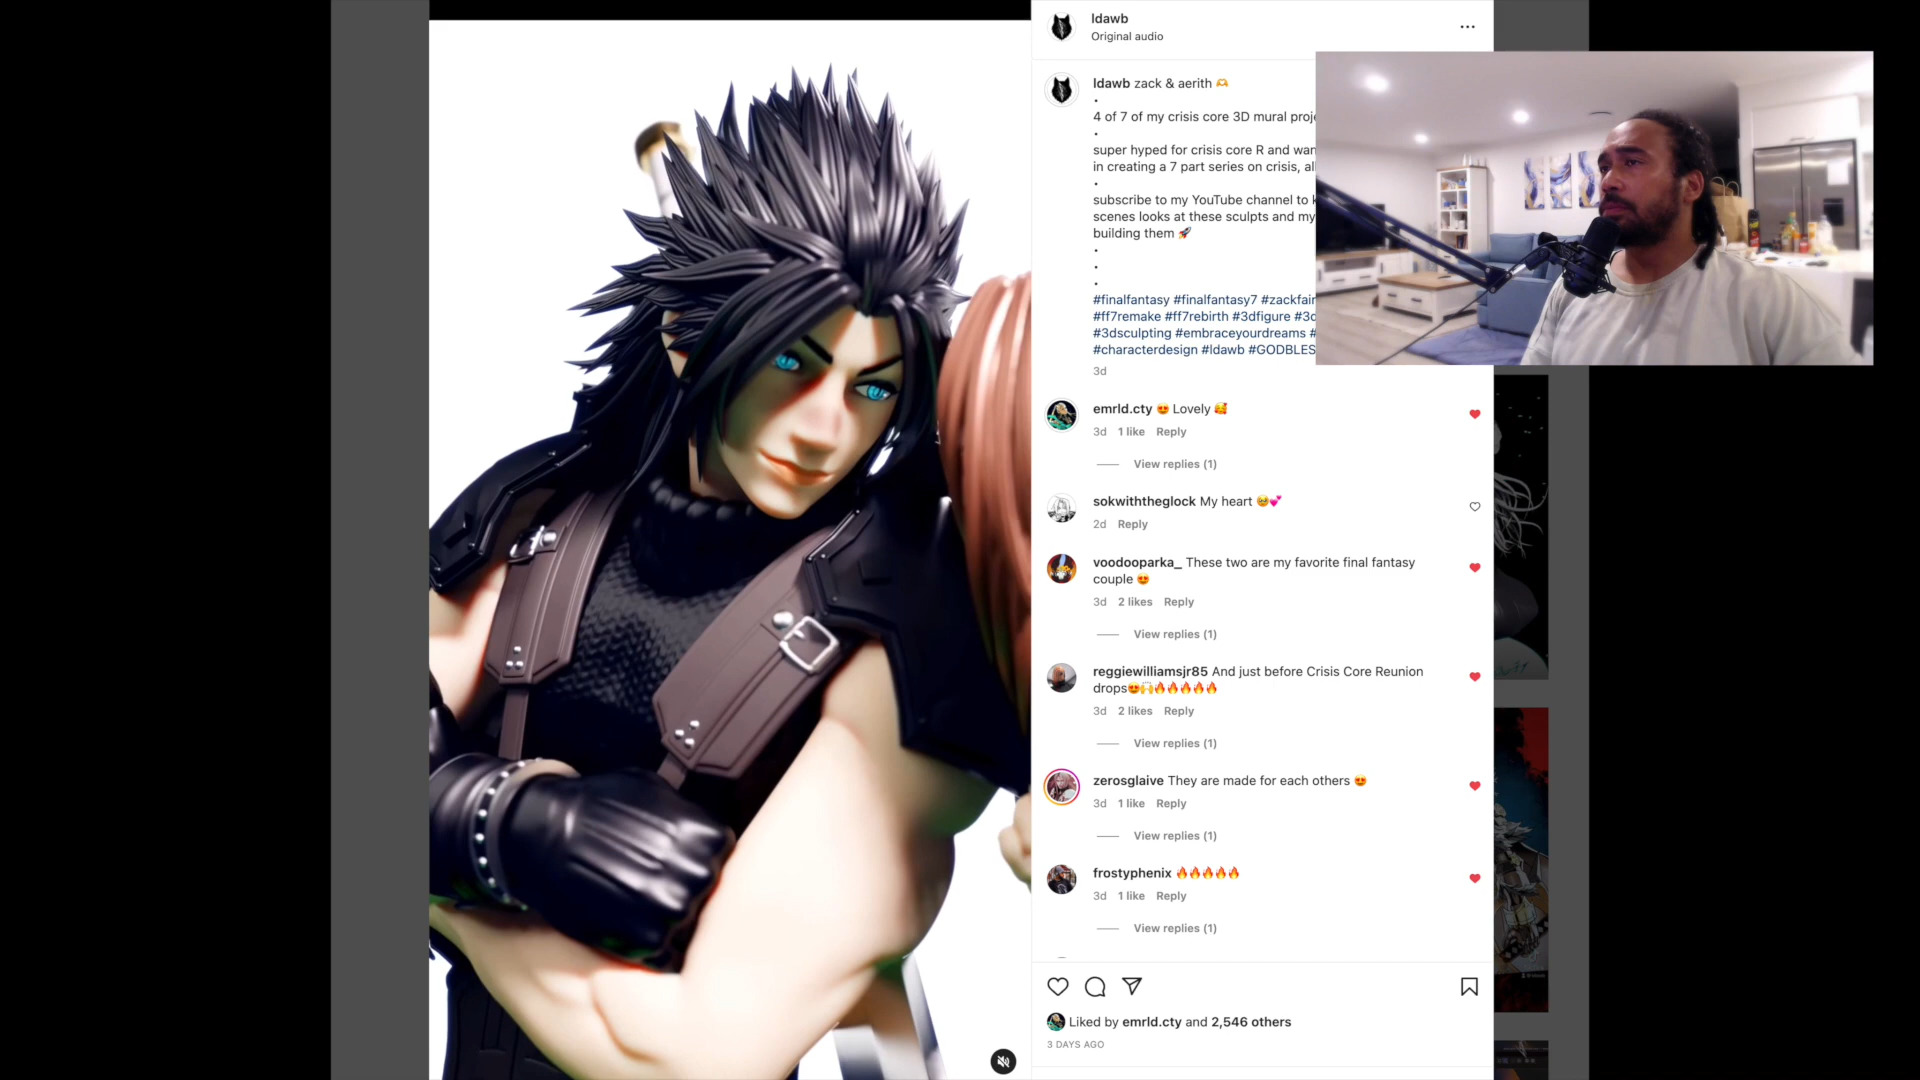 ldawb
Original audio
ldawb zack & aerith 🫶
•
4 of 7 of my crisis core 3D mural
•
super hyped for crisis core R and
in creating a 7 part series on crisis,
•
subscribe to my YouTube channel to
scenes looks at these sculpts and my
building them 🚀
•
•
•
#finalfantasy #finalfantasy7 #zackfair
#ff7remake #ff7rebirth #3dfigure
#3dsculpting #embraceyourdreams
#characterdesign #ldawb
3d
emrld.cty 😍 Lovely 🥰
3d 1 like Reply
View replies (1)
sokwiththeglock My heart 🥹💕
2d Reply
voodooparka_ These two are my favorite final fantasy
couple 😍
3d 2 likes Reply
View replies (1)
reggiewilliamsjr85 And just before Crisis Core Reunion
drops😍🙌🔥🔥🔥🔥🔥
3d 2 likes Reply
View replies (1)
zerosglaive They are made for each others 😍
3d 1 like Reply
View replies (1)
frostyphenix 🔥🔥🔥🔥🔥
3d 1 like Reply
View replies (1)
Liked by emrld.cty and 2,546 others
3 DAYS AGO